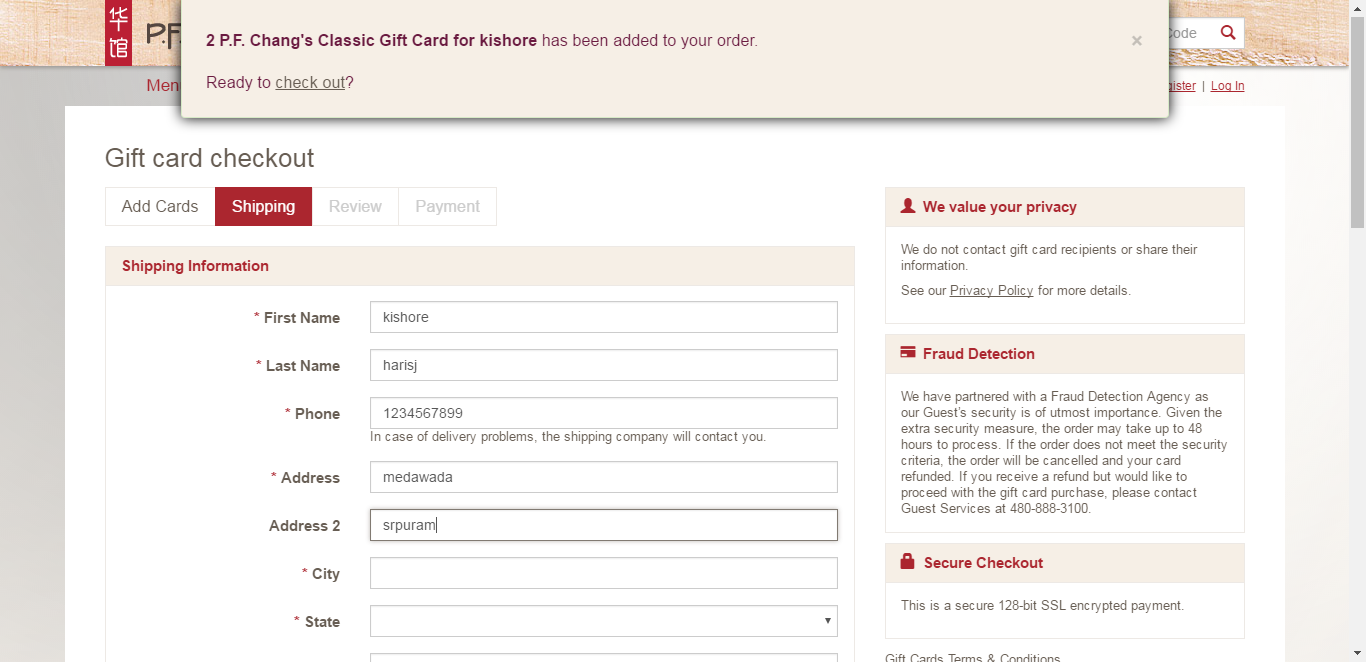 华
馆
P.F.
2 P.F. Chang's Classic Gift Card for kishore has been added to your order.
×
Ready to check out?
Log In
Gift card checkout
Add Cards
Shipping
Review
Payment
Shipping Information
* First Name
kishore
* Last Name
harisj
* Phone
1234567899
In case of delivery problems, the shipping company will contact you.
* Address
medawada
Address 2
srpuram
* City
* State
We value your privacy
We do not contact gift card recipients or share their
information.
See our Privacy Policy for more details.
Fraud Detection
We have partnered with a Fraud Detection Agency as
our Guest's security is of utmost importance. Given the
extra security measure, the order may take up to 48
hours to process. If the order does not meet the security
criteria, the order will be cancelled and your card
refunded. If you receive a refund but would like to
proceed with the gift card purchase, please contact
Guest Services at 480-888-3100.
Secure Checkout
This is a secure 128-bit SSL encrypted payment.
Gift Cards Terms & Conditions